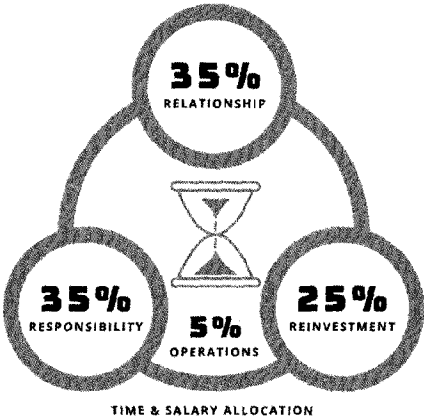 35%
RELATIONSHIP
35%
RESPONSIBILITY
5%
OPERATIONS
25%
REINVESTMENT
TIME & SALARY ALLOCATION